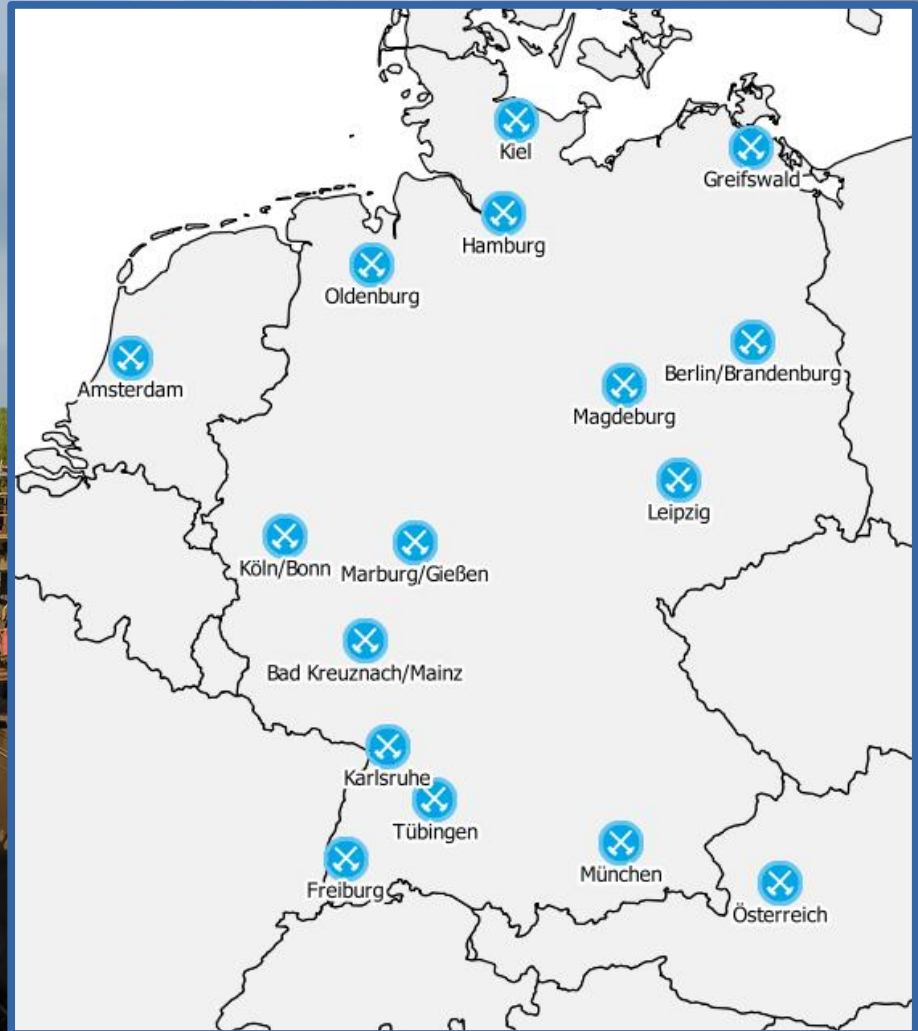 Kiel
Greifswald
Hamburg
Oldenburg
Berlin/Brandenburg
Amsterdam
Magdeburg
Leipzig
Köln/Bonn
Marburg/Gießen
Bad Kreuznach/Mainz
Karlsruhe
Tübingen
München
Freiburg
Österreich